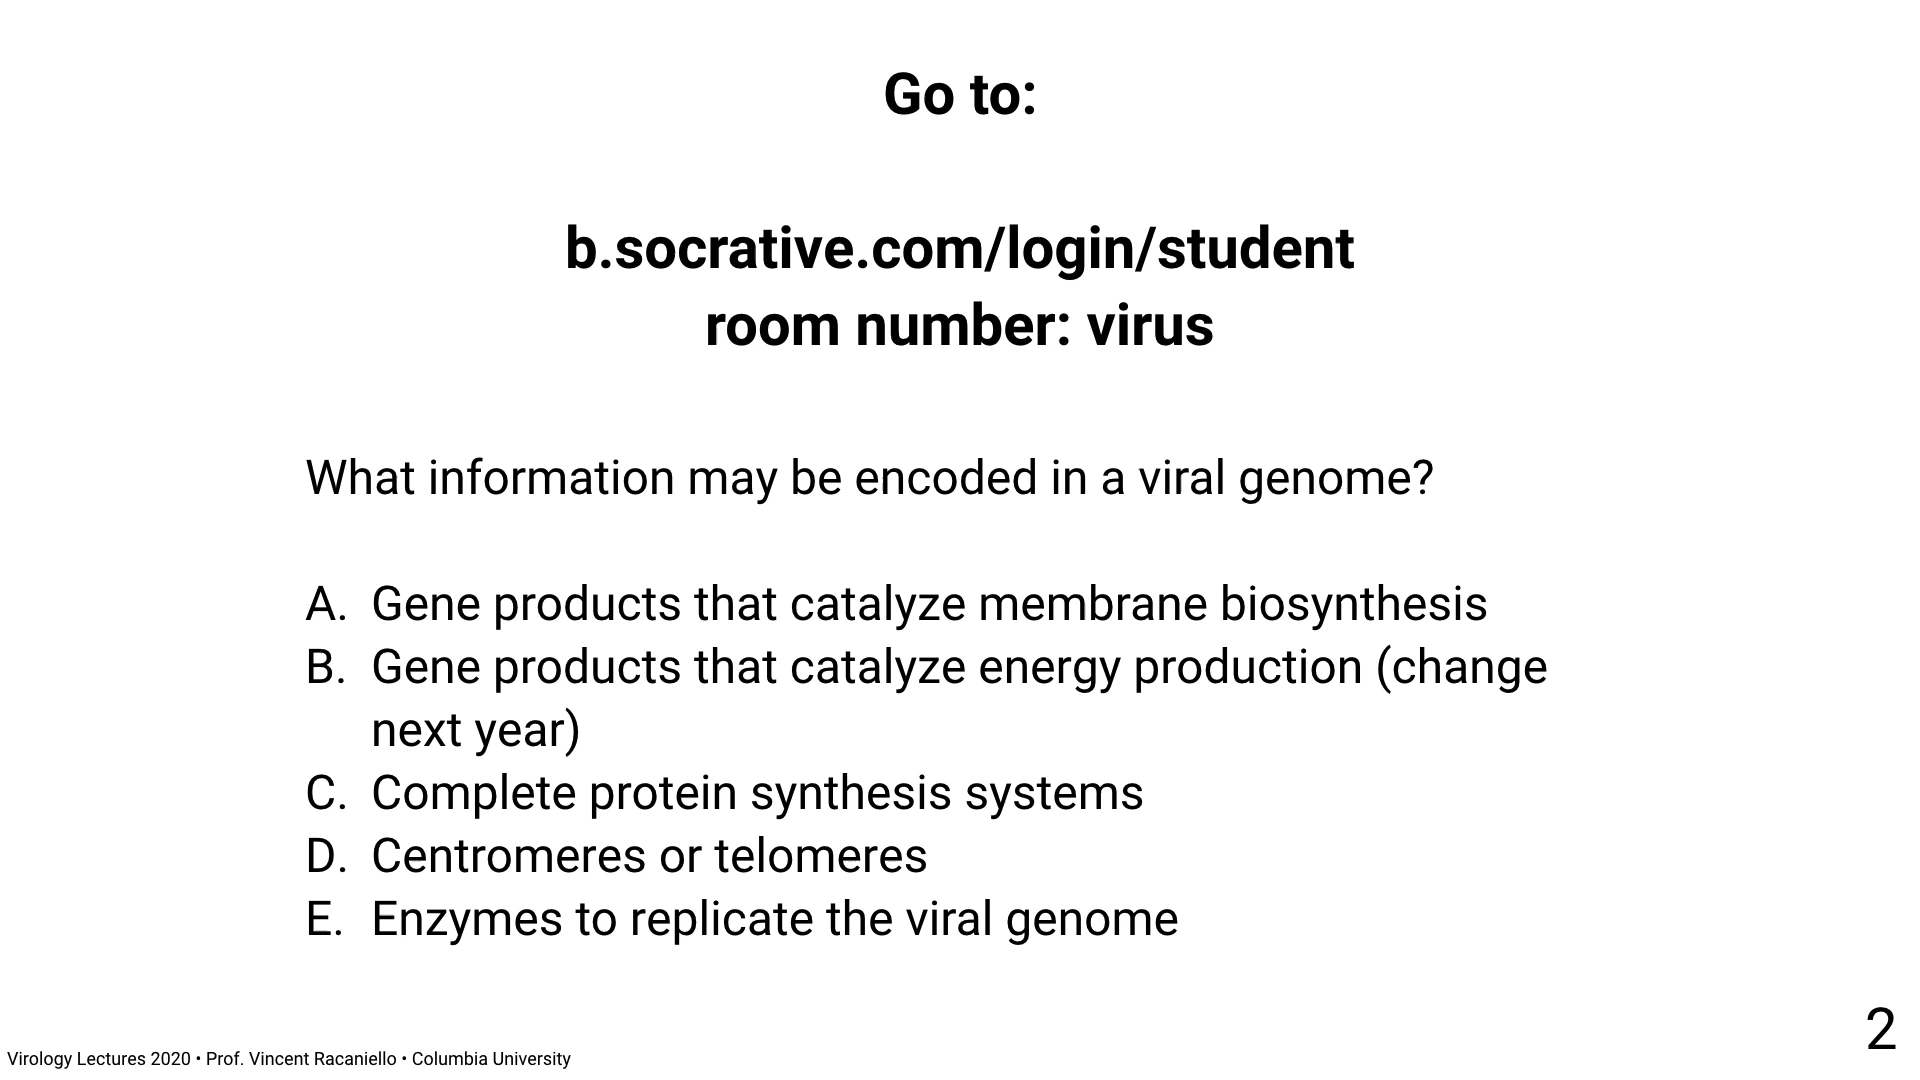 Go to:
b.socrative.com/login/student
room number: virus
What information may be encoded in a viral genome?
A. Gene products that catalyze membrane biosynthesis
B. Gene products that catalyze energy production (change
next year)
C. Complete protein synthesis systems
D. Centromeres or telomeres
E. Enzymes to replicate the viral genome
2
Virology Lectures 2020 • Prof. Vincent Racaniello • Columbia University